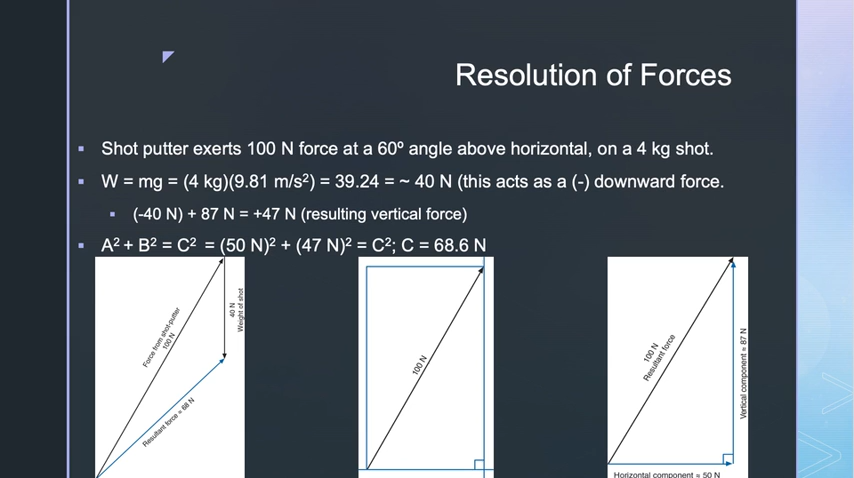 Resolution of Forces
Shot putter exerts 100 N force at a 60º angle above horizontal, on a 4 kg shot.
W = mg = (4 kg)(9.81 m/s²) = 39.24 = ~ 40 N (this acts as a (-) downward force.
(-40 N) + 87 N = +47 N (resulting vertical force)
A² + B² = C² = (50 N)² + (47 N)² = C²; C = 68.6 N
Force from shot-putter
100 N
40 N
Weight of shot
Resultant force = 68 N
100 N
100 N
Resultant force
Vertical component = 87 N
Horizontal component = 50 N